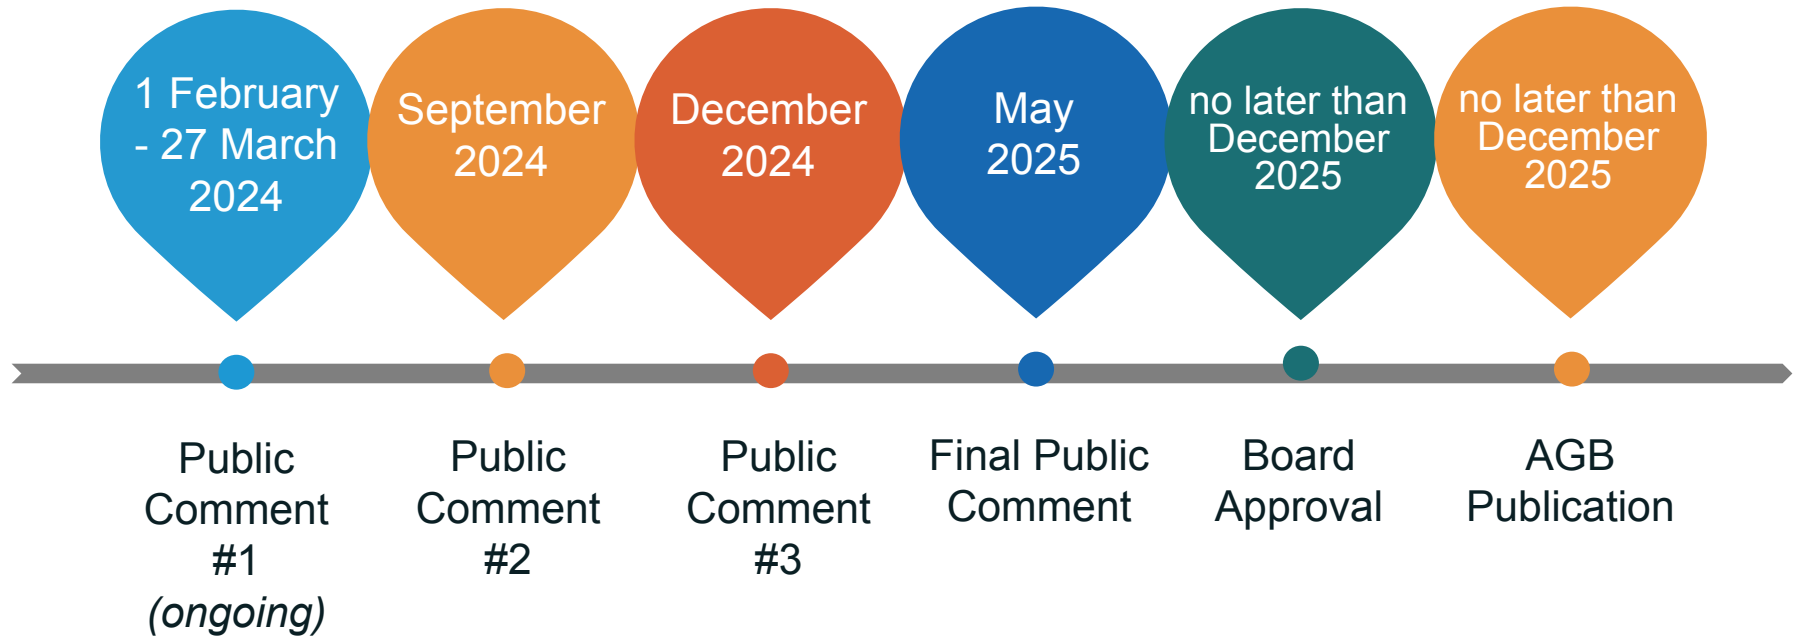 1 February
- 27 March
2024
September
2024
December
2024
May
2025
no later than
December
2025
no later than
December
2025
Public
Comment
#1
(ongoing)
Public
Comment
#2
Public
Comment
#3
Final Public
Comment
Board
Approval
AGB
Publication